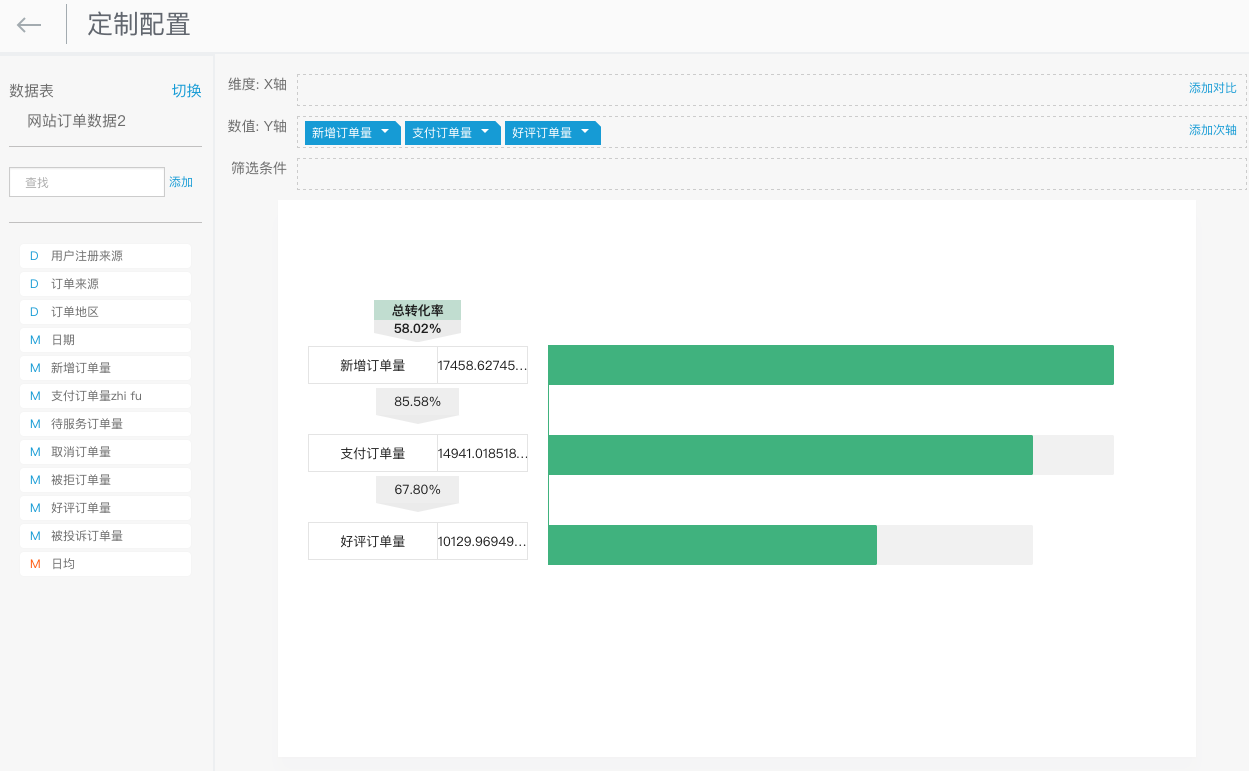 定制配置
数据表 切换
网站订单数据2
查找 添加
D 用户注册来源
D 订单来源
D 订单地区
M 日期
M 新增订单量
M 支付订单量zhi fu
M 待服务订单量
M 取消订单量
M 被拒订单量
M 好评订单量
M 被投诉订单量
M 日均
维度: X轴 添加对比
数值: Y轴 新增订单量 支付订单量 好评订单量 添加次轴
筛选条件
总转化率
58.02%
新增订单量 17458.62745...
85.58%
支付订单量 14941.018518...
67.80%
好评订单量 10129.96949...